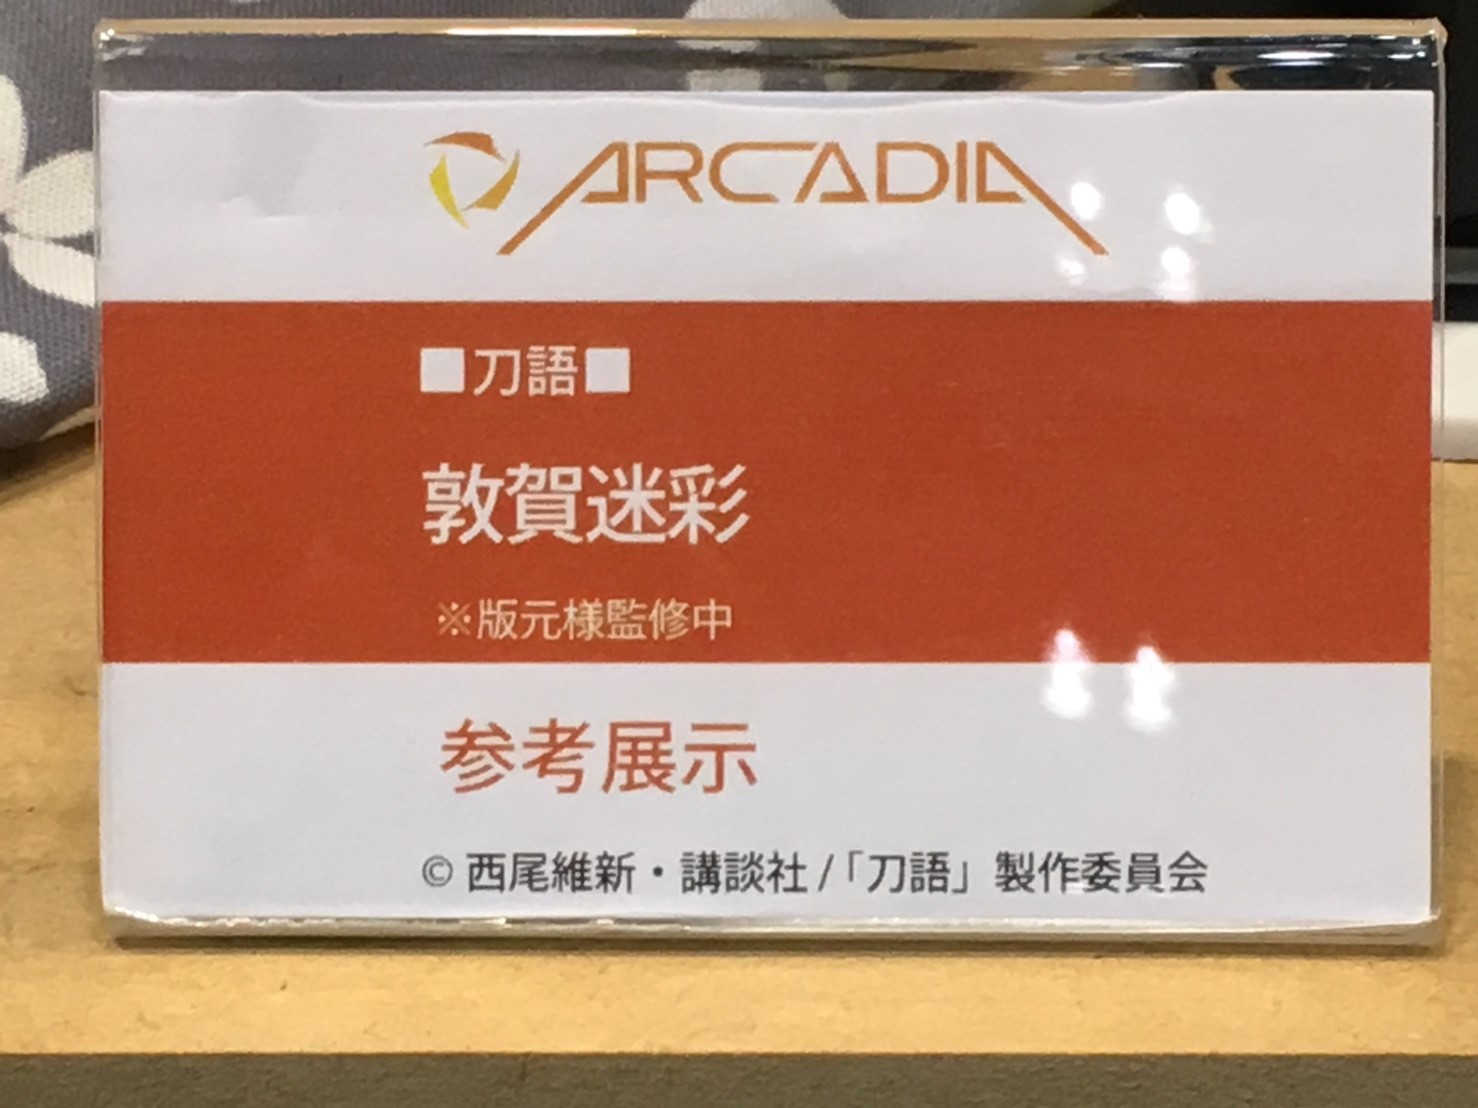 ARCADIA
■刀語■
敦賀迷彩
※版元様監修中
参考展示
© 西尾維新・講談社 /「刀語」製作委員会